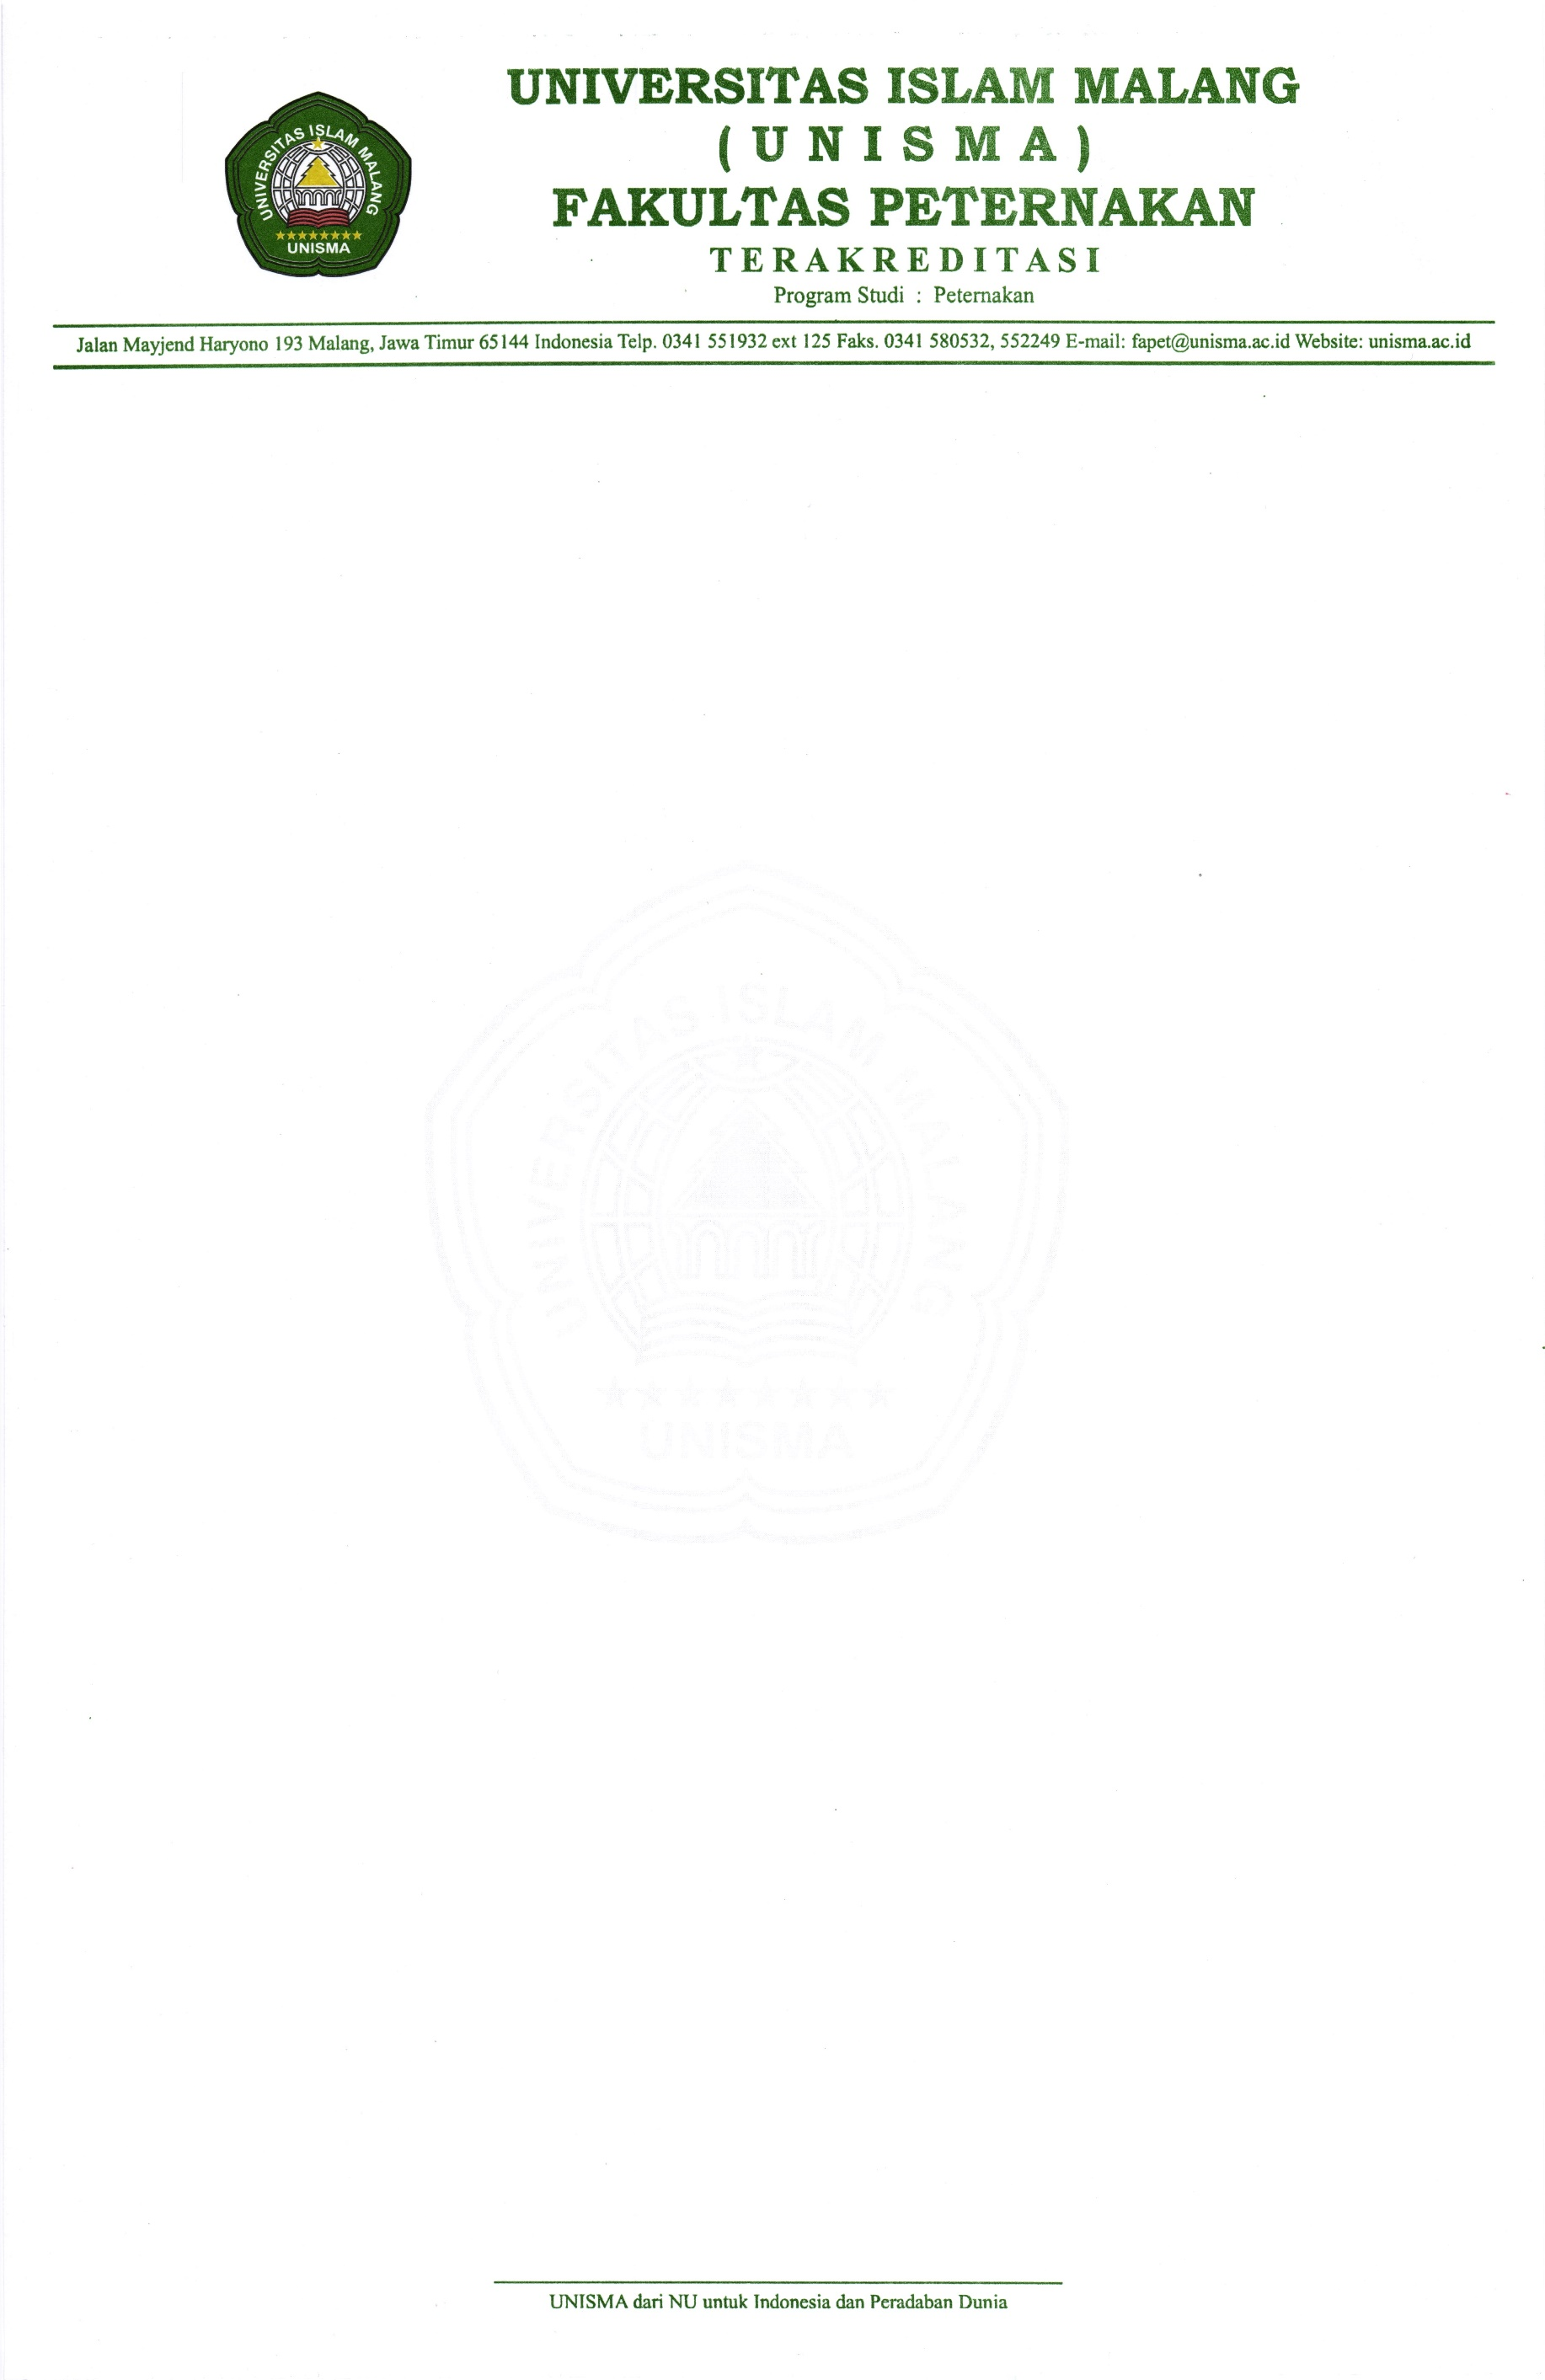 UNIVERSITAS ISLAM MALANG
( U N I S M A )
FAKULTAS PETERNAKAN
TERAKREDITASI
Program Studi : Peternakan
UNIVERSITAS ISLAM MALANG
UNISMA
Jalan Mayjend Haryono 193 Malang, Jawa Timur 65144 Indonesia Telp. 0341 551932 ext 125 Faks. 0341 580532, 552249 E-mail: fapet@unisma.ac.id Website: unisma.ac.id
UNIVERSITAS ISLAM MALANG
UNISMA
UNISMA dari NU untuk Indonesia dan Peradaban Dunia